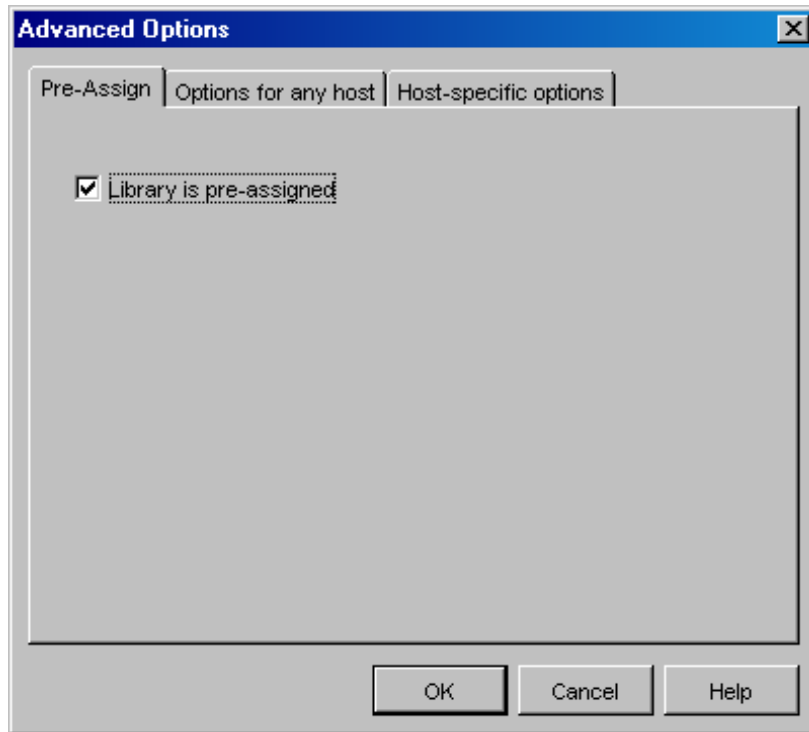 Advanced Options
Pre-Assign Options for any host Host-specific options
Library is pre-assigned
OK Cancel Help